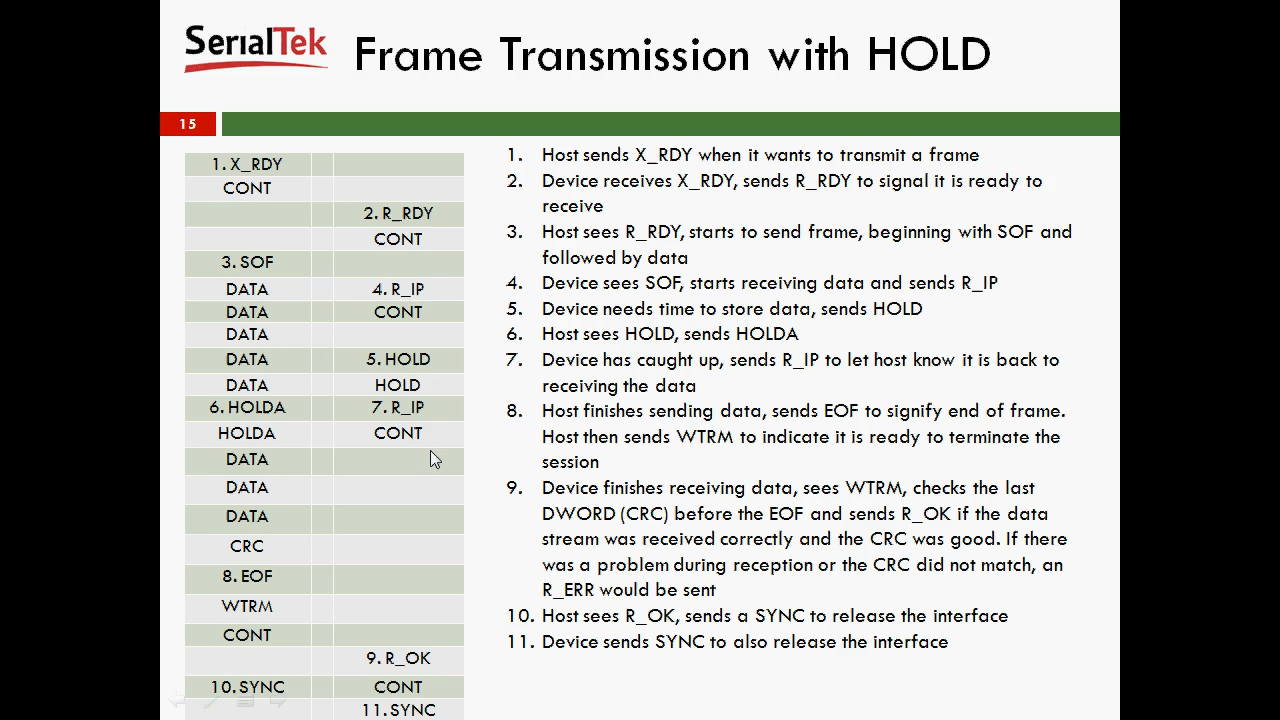 SerialTek
Frame Transmission with HOLD
15
1. X_RDY
CONT
2. R_RDY
CONT
3. SOF
DATA 4. R_IP
DATA CONT
DATA
DATA 5. HOLD
DATA HOLD
6. HOLDA 7. R_IP
HOLDA CONT
DATA
DATA
DATA
CRC
8. EOF
WTRM
CONT
9. R_OK
10. SYNC CONT
11. SYNC
1. Host sends X_RDY when it wants to transmit a frame
2. Device receives X_RDY, sends R_RDY to signal it is ready to
receive
3. Host sees R_RDY, starts to send frame, beginning with SOF and
followed by data
4. Device sees SOF, starts receiving data and sends R_IP
5. Device needs time to store data, sends HOLD
6. Host sees HOLD, sends HOLDA
7. Device has caught up, sends R_IP to let host know it is back to
receiving the data
8. Host finishes sending data, sends EOF to signify end of frame.
Host then sends WTRM to indicate it is ready to terminate the
session
9. Device finishes receiving data, sees WTRM, checks the last
DWORD (CRC) before the EOF and sends R_OK if the data
stream was received correctly and the CRC was good. If there
was a problem during reception or the CRC did not match, an
R_ERR would be sent
10. Host sees R_OK, sends a SYNC to release the interface
11. Device sends SYNC to also release the interface